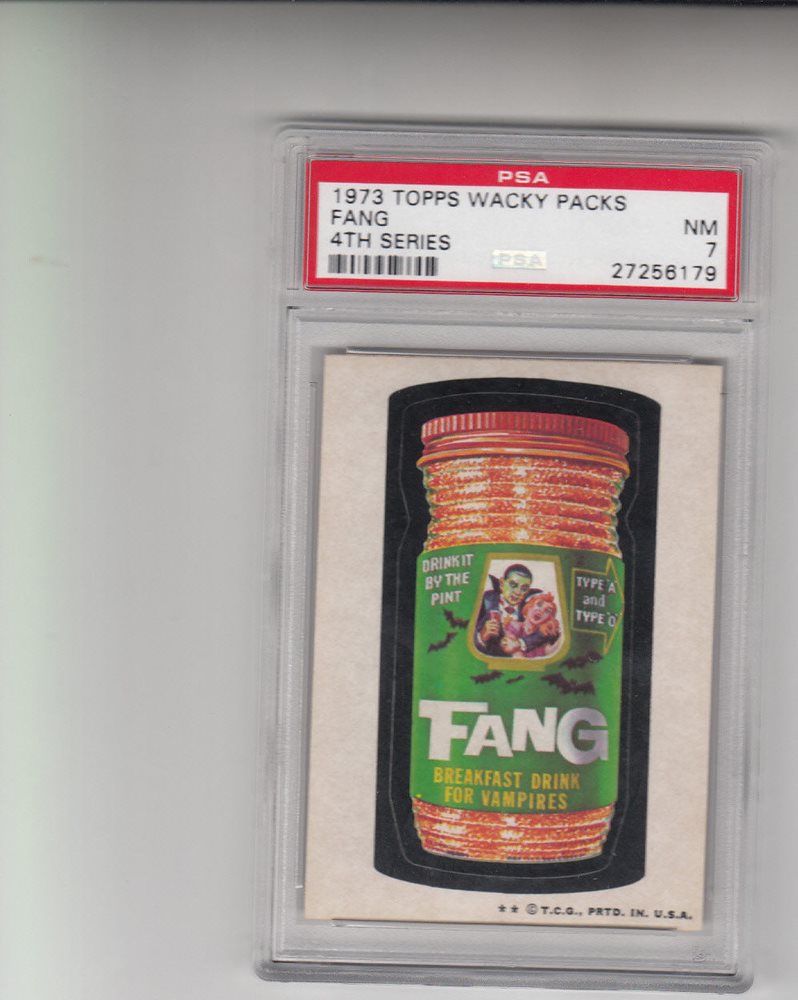 PSA
1973 TOPPS WACKY PACKS
FANG
NM
4TH SERIES
7
PSA
27256179
DRINK IT
BY THE
PINT
TYPE "A"
and
TYPE "O"
FANG
BREAKFAST DRINK
FOR VAMPIRES
** ©T.C.G., PRTD. IN. U.S.A.